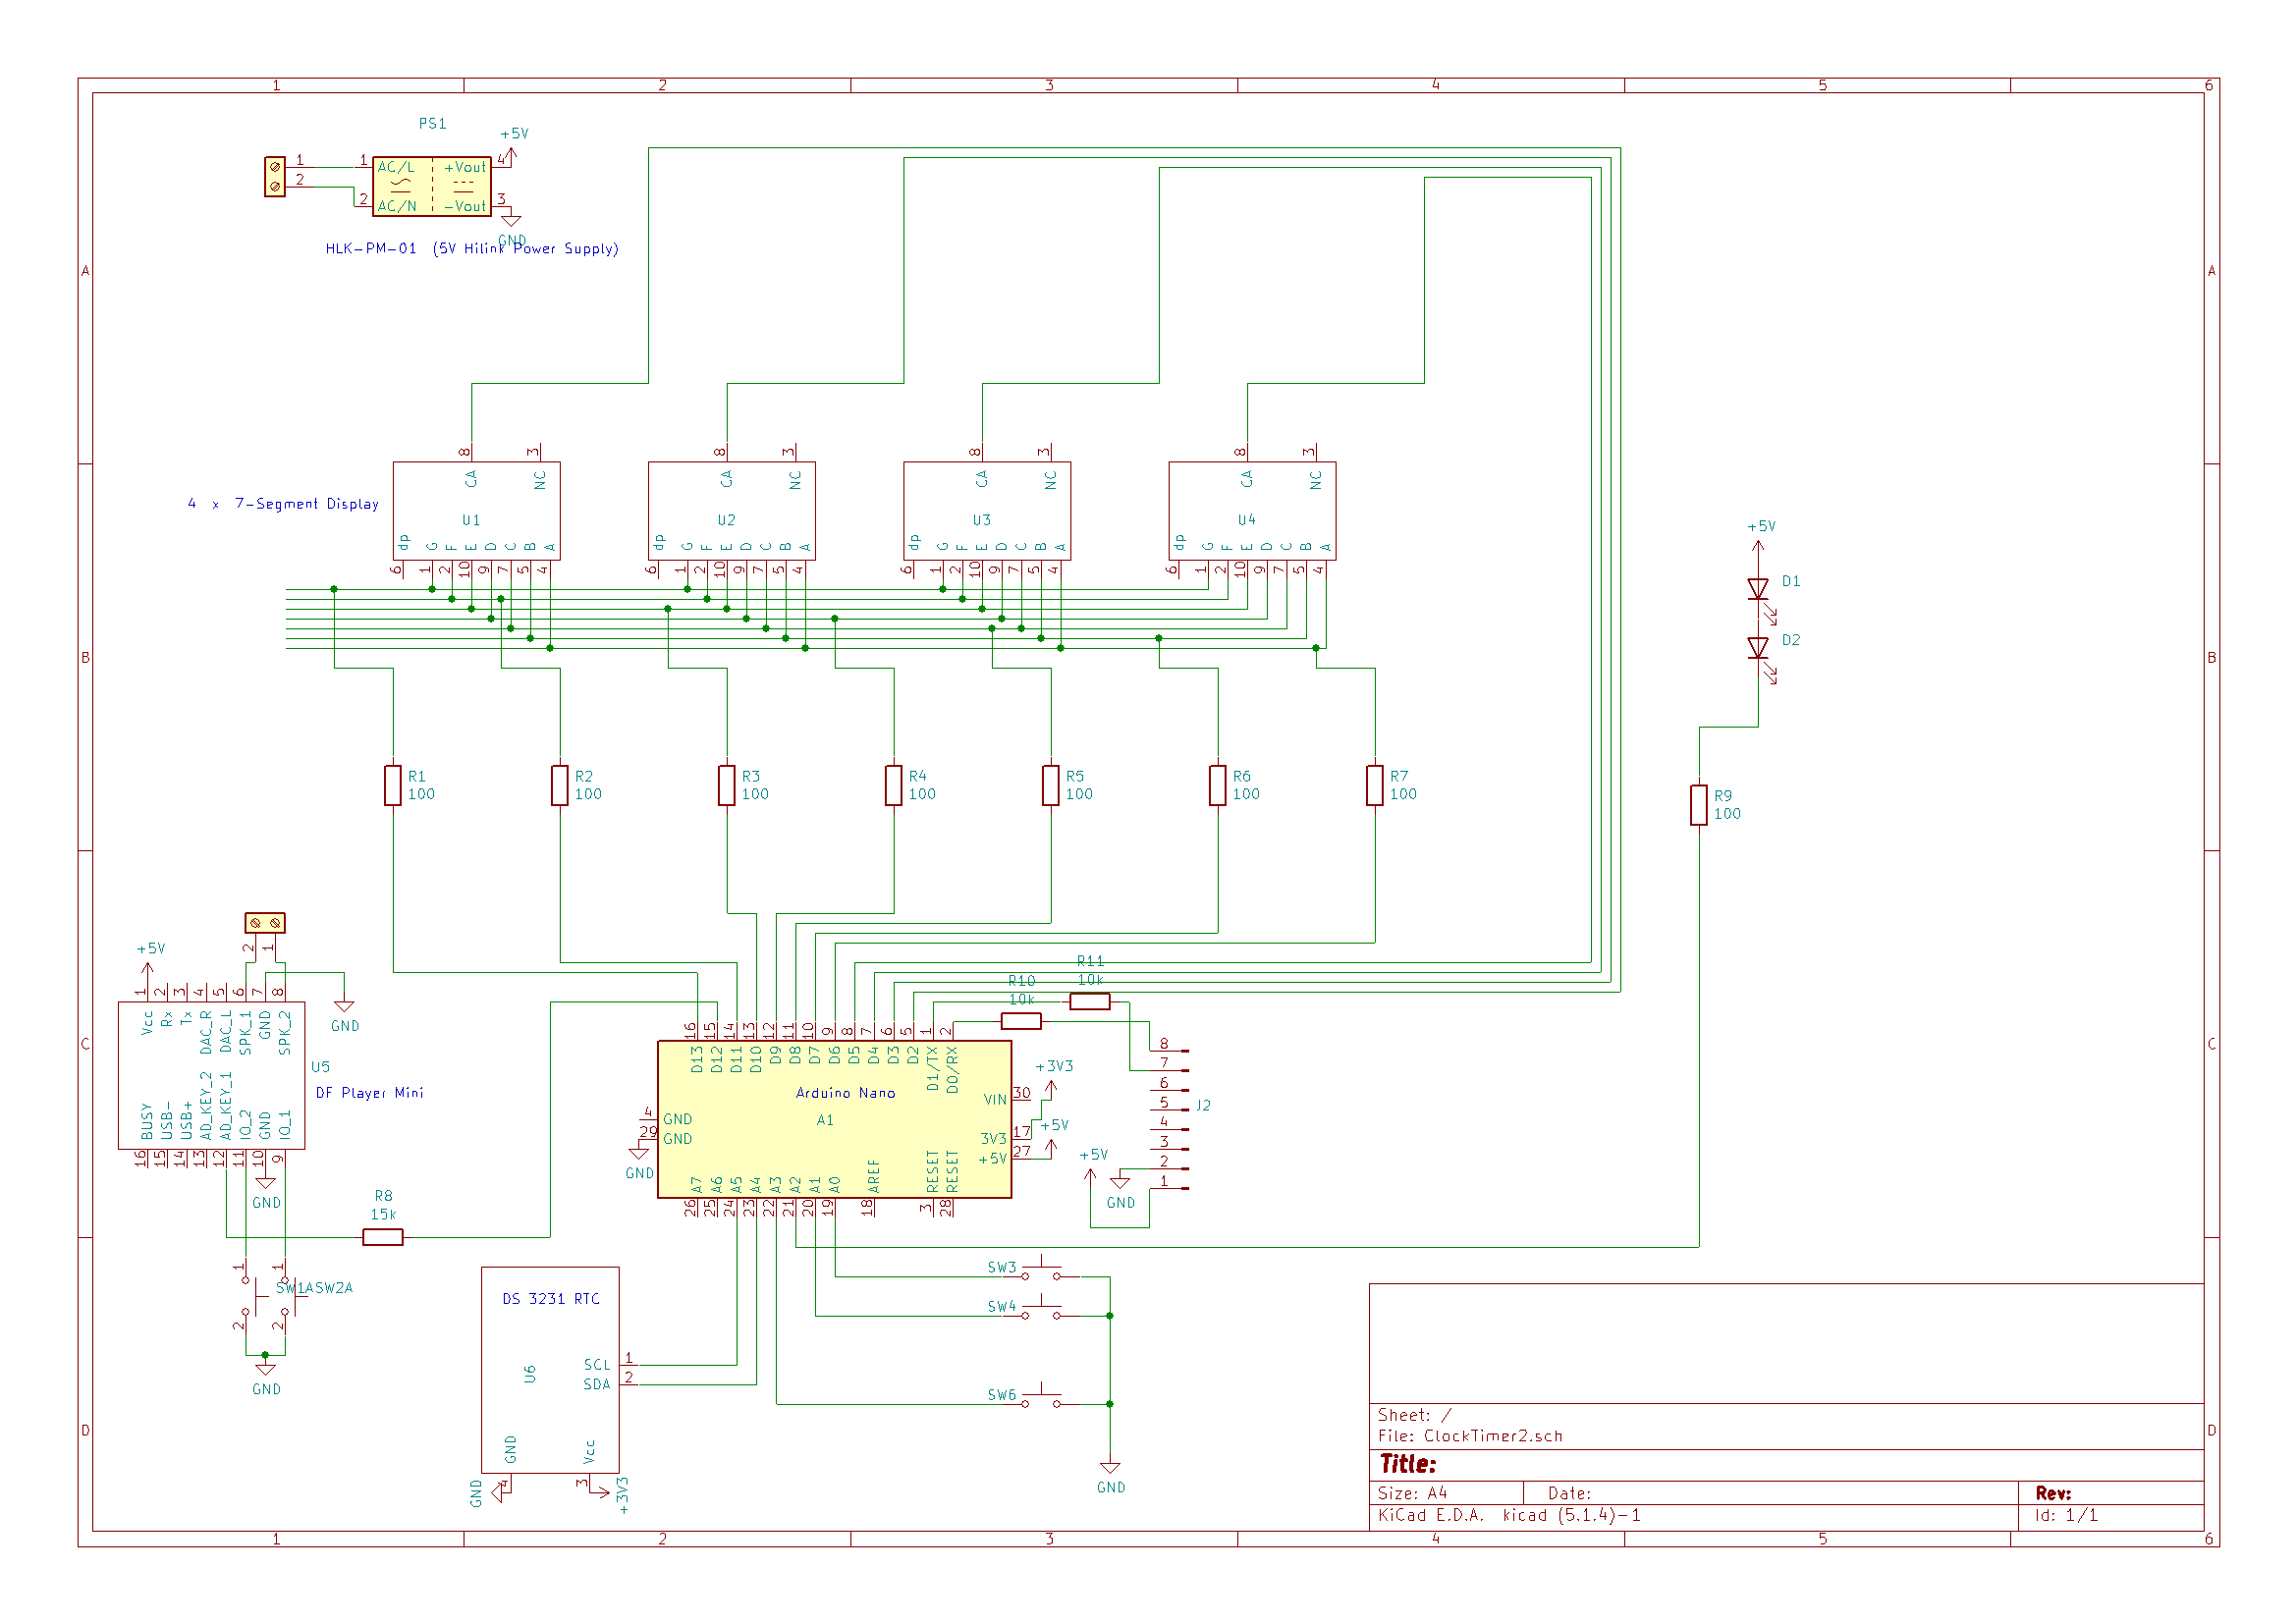 1 2 3 4 5 6
PS1
+5V
1 1 AC/L +Vout 4
2 2 AC/N -Vout 3
GND
HLK-PM-01 (5V Hilink Power Supply)
A A
8 3 8 3 8 3 8 3
CA NC CA NC CA NC CA NC
4 x 7-Segment Display
U1 U2 U3 U4
dp G F E D C B A dp G F E D C B A dp G F E D C B A dp G F E D C B A
6 1 2 10 9 7 5 4 6 1 2 10 9 7 5 4 6 1 2 10 9 7 5 4 6 1 2 10 9 7 5 4
+5V
D1
D2
B B
R1 R2 R3 R4 R5 R6 R7
100 100 100 100 100 100 100
R9
100
2 1
+5V
1 2 3 4 5 6 7 8
Vcc Rx Tx DAC_R DAC_L SPK_1 GND SPK_2
GND
U5
DF Player Mini
BUSY USB- USB+ AD_KEY_2 AD_KEY_1 IO_2 GND IO_1
16 15 14 13 12 11 10 9
GND
R11
10k
R10
10k
16 15 14 13 12 11 10 9 8 7 6 5 1 2
D13 D12 D11 D10 D9 D8 D7 D6 D5 D4 D3 D2 D1/TX D0/RX
C C
Arduino Nano
A1
4 GND
29 GND
GND
VIN 30
+3V3
3V3 17
+5V
+5V 27
A7 A6 A5 A4 A3 A2 A1 A0 AREF RESET RESET
26 25 24 23 22 21 20 19 18 3 28
8
7
6
5 J2
4
3
2
1
+5V
GND
R8
15k
1 1
SW1A SW2A
2 2
GND
DS 3231 RTC
U6
SCL 1
SDA 2
GND Vcc
4 3
GND +3V3
SW3
SW4
SW6
GND
D D
Sheet: /
File: ClockTimer2.sch
Title:
Size: A4 Date: Rev:
KiCad E.D.A. kicad (5.1.4)-1 Id: 1/1
1 2 3 4 5 6